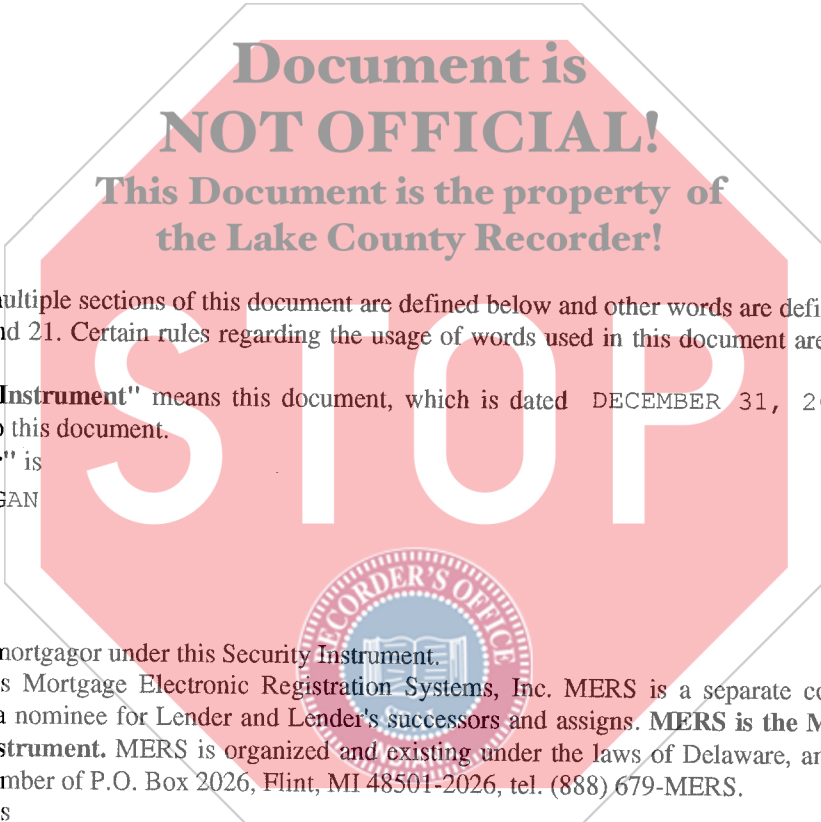 Document is
NOT OFFICIAL!
This Document is the property of
the Lake County Recorder!
ultiple sections of this document are defined below and other words are defi
nd 21. Certain rules regarding the usage of words used in this document are
STOP
Instrument" means this document, which is dated DECEMBER 31, 2
o this document.
" is
GAN
RECORDER'S OFFICE
mortgagor under this Security Instrument.
s Mortgage Electronic Registration Systems, Inc. MERS is a separate co
a nominee for Lender and Lender's successors and assigns. MERS is the M
strument. MERS is organized and existing under the laws of Delaware, an
mber of P.O. Box 2026, Flint, MI 48501-2026, tel. (888) 679-MERS.
s